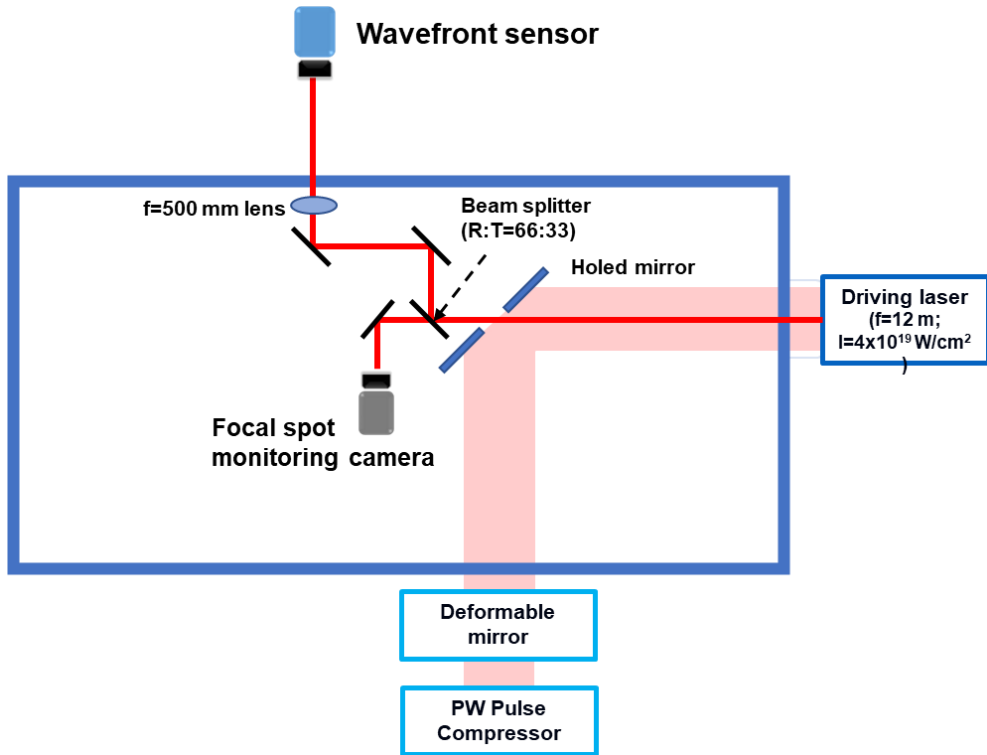 Wavefront sensor
f=500 mm lens
Beam splitter
(R:T=66:33)
Holed mirror
Driving laser
(f=12 m;
I=4x10¹⁹ W/cm²
)
Focal spot
monitoring camera
Deformable
mirror
PW Pulse
Compressor